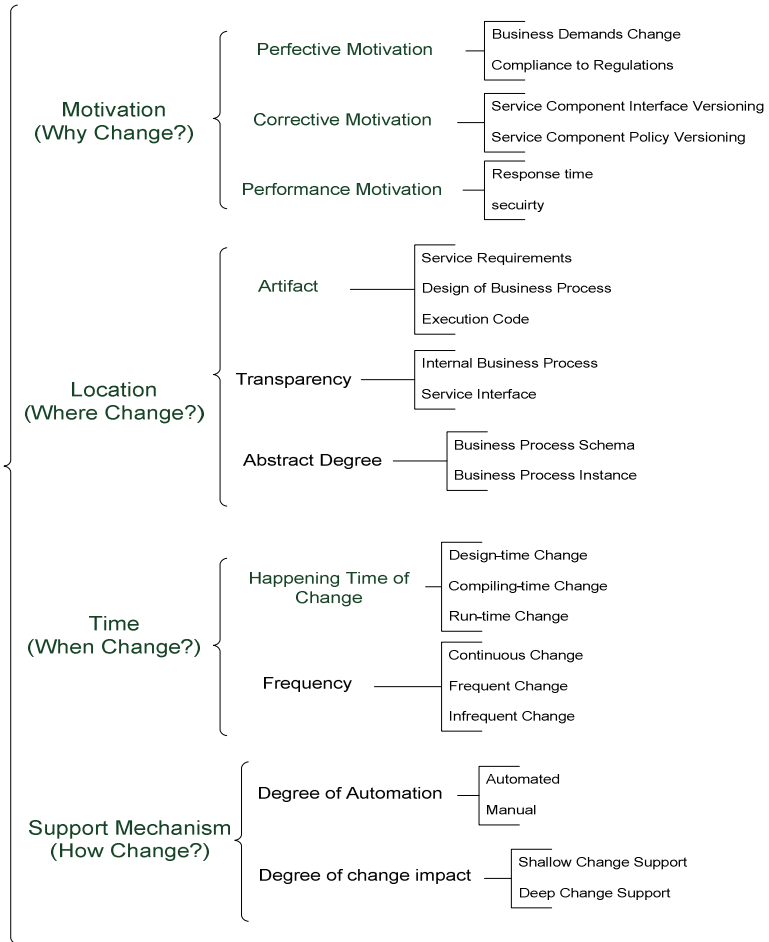 Motivation
(Why Change?)
Perfective Motivation
Business Demands Change
Compliance to Regulations
Corrective Motivation
Service Component Interface Versioning
Service Component Policy Versioning
Performance Motivation
Response time
secuirty
Location
(Where Change?)
Artifact
Service Requirements
Design of Business Process
Execution Code
Transparency
Internal Business Process
Service Interface
Abstract Degree
Business Process Schema
Business Process Instance
Time
(When Change?)
Happening Time of
Change
Design-time Change
Compiling-time Change
Run-time Change
Frequency
Continuous Change
Frequent Change
Infrequent Change
Support Mechanism
(How Change?)
Degree of Automation
Automated
Manual
Degree of change impact
Shallow Change Support
Deep Change Support